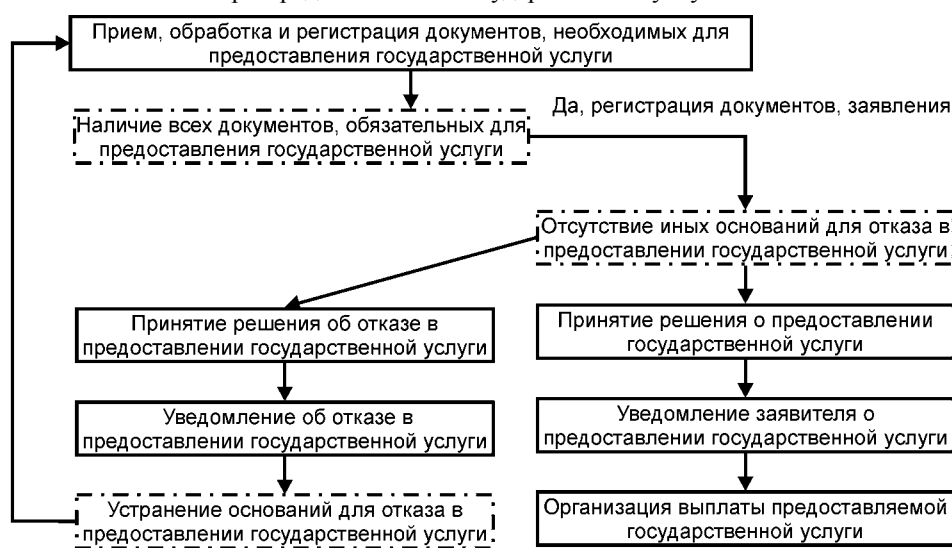 Прием, обработка и регистрация документов, необходимых для
предоставления государственной услуги
Да, регистрация документов, заявления
Наличие всех документов, обязательных для
предоставления государственной услуги
Отсутствие иных оснований для отказа в
предоставлении государственной услуги
Принятие решения об отказе в
предоставлении государственной услуги
Принятие решения о предоставлении
государственной услуги
Уведомление об отказе в
предоставлении государственной услуги
Уведомление заявителя о
предоставлении государственной услуги
Устранение оснований для отказа в
предоставлении государственной услуги
Организация выплаты предоставляемой
государственной услуги